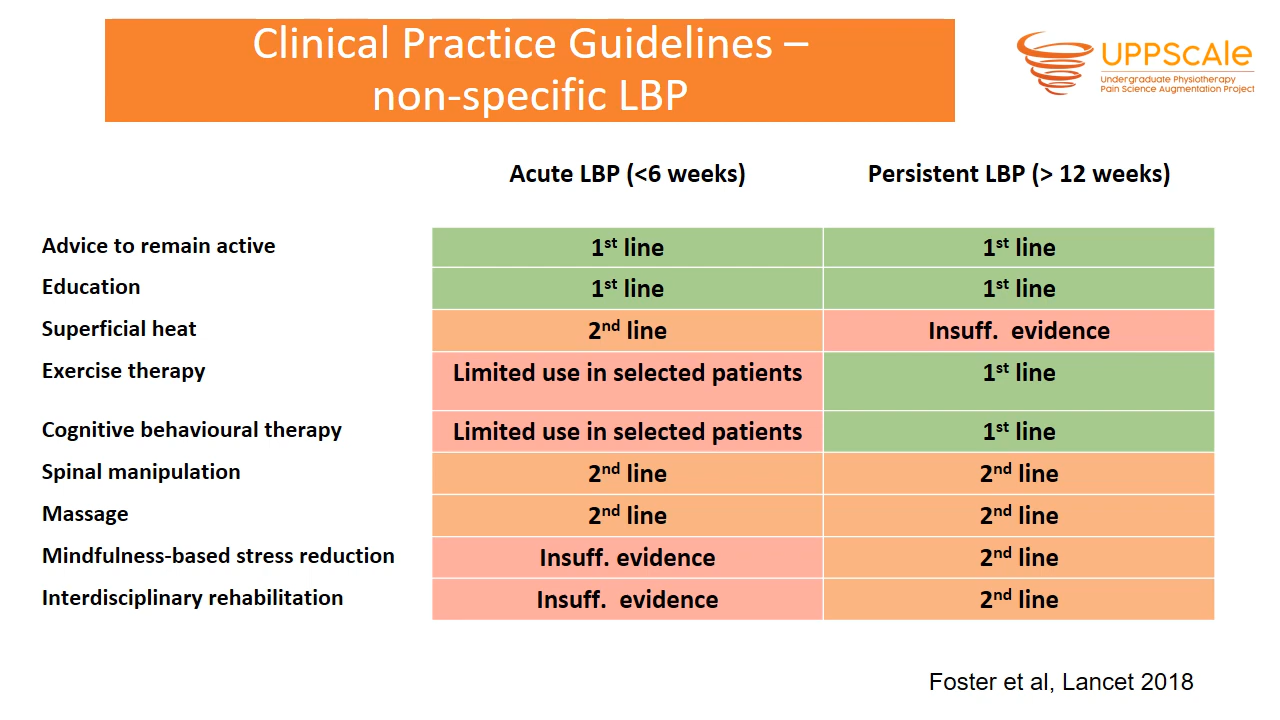 Clinical Practice Guidelines –
non-specific LBP
UPPScAle
Undergraduate Physiotherapy
Pain Science Augmentation Project
Acute LBP (<6 weeks) Persistent LBP (> 12 weeks)
Advice to remain active 1st line 1st line
Education 1st line 1st line
Superficial heat 2nd line Insuff. evidence
Exercise therapy Limited use in selected patients 1st line
Cognitive behavioural therapy Limited use in selected patients 1st line
Spinal manipulation 2nd line 2nd line
Massage 2nd line 2nd line
Mindfulness-based stress reduction Insuff. evidence 2nd line
Interdisciplinary rehabilitation Insuff. evidence 2nd line
Foster et al, Lancet 2018